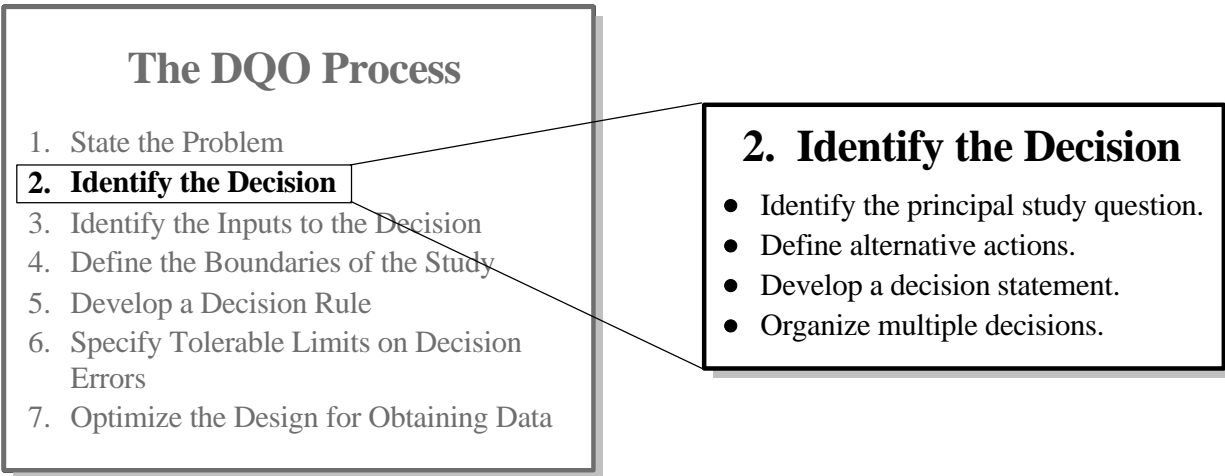 The DQO Process
1. State the Problem
2. Identify the Decision
3. Identify the Inputs to the Decision
4. Define the Boundaries of the Study
5. Develop a Decision Rule
6. Specify Tolerable Limits on Decision
Errors
7. Optimize the Design for Obtaining Data
2. Identify the Decision
● Identify the principal study question.
● Define alternative actions.
● Develop a decision statement.
● Organize multiple decisions.